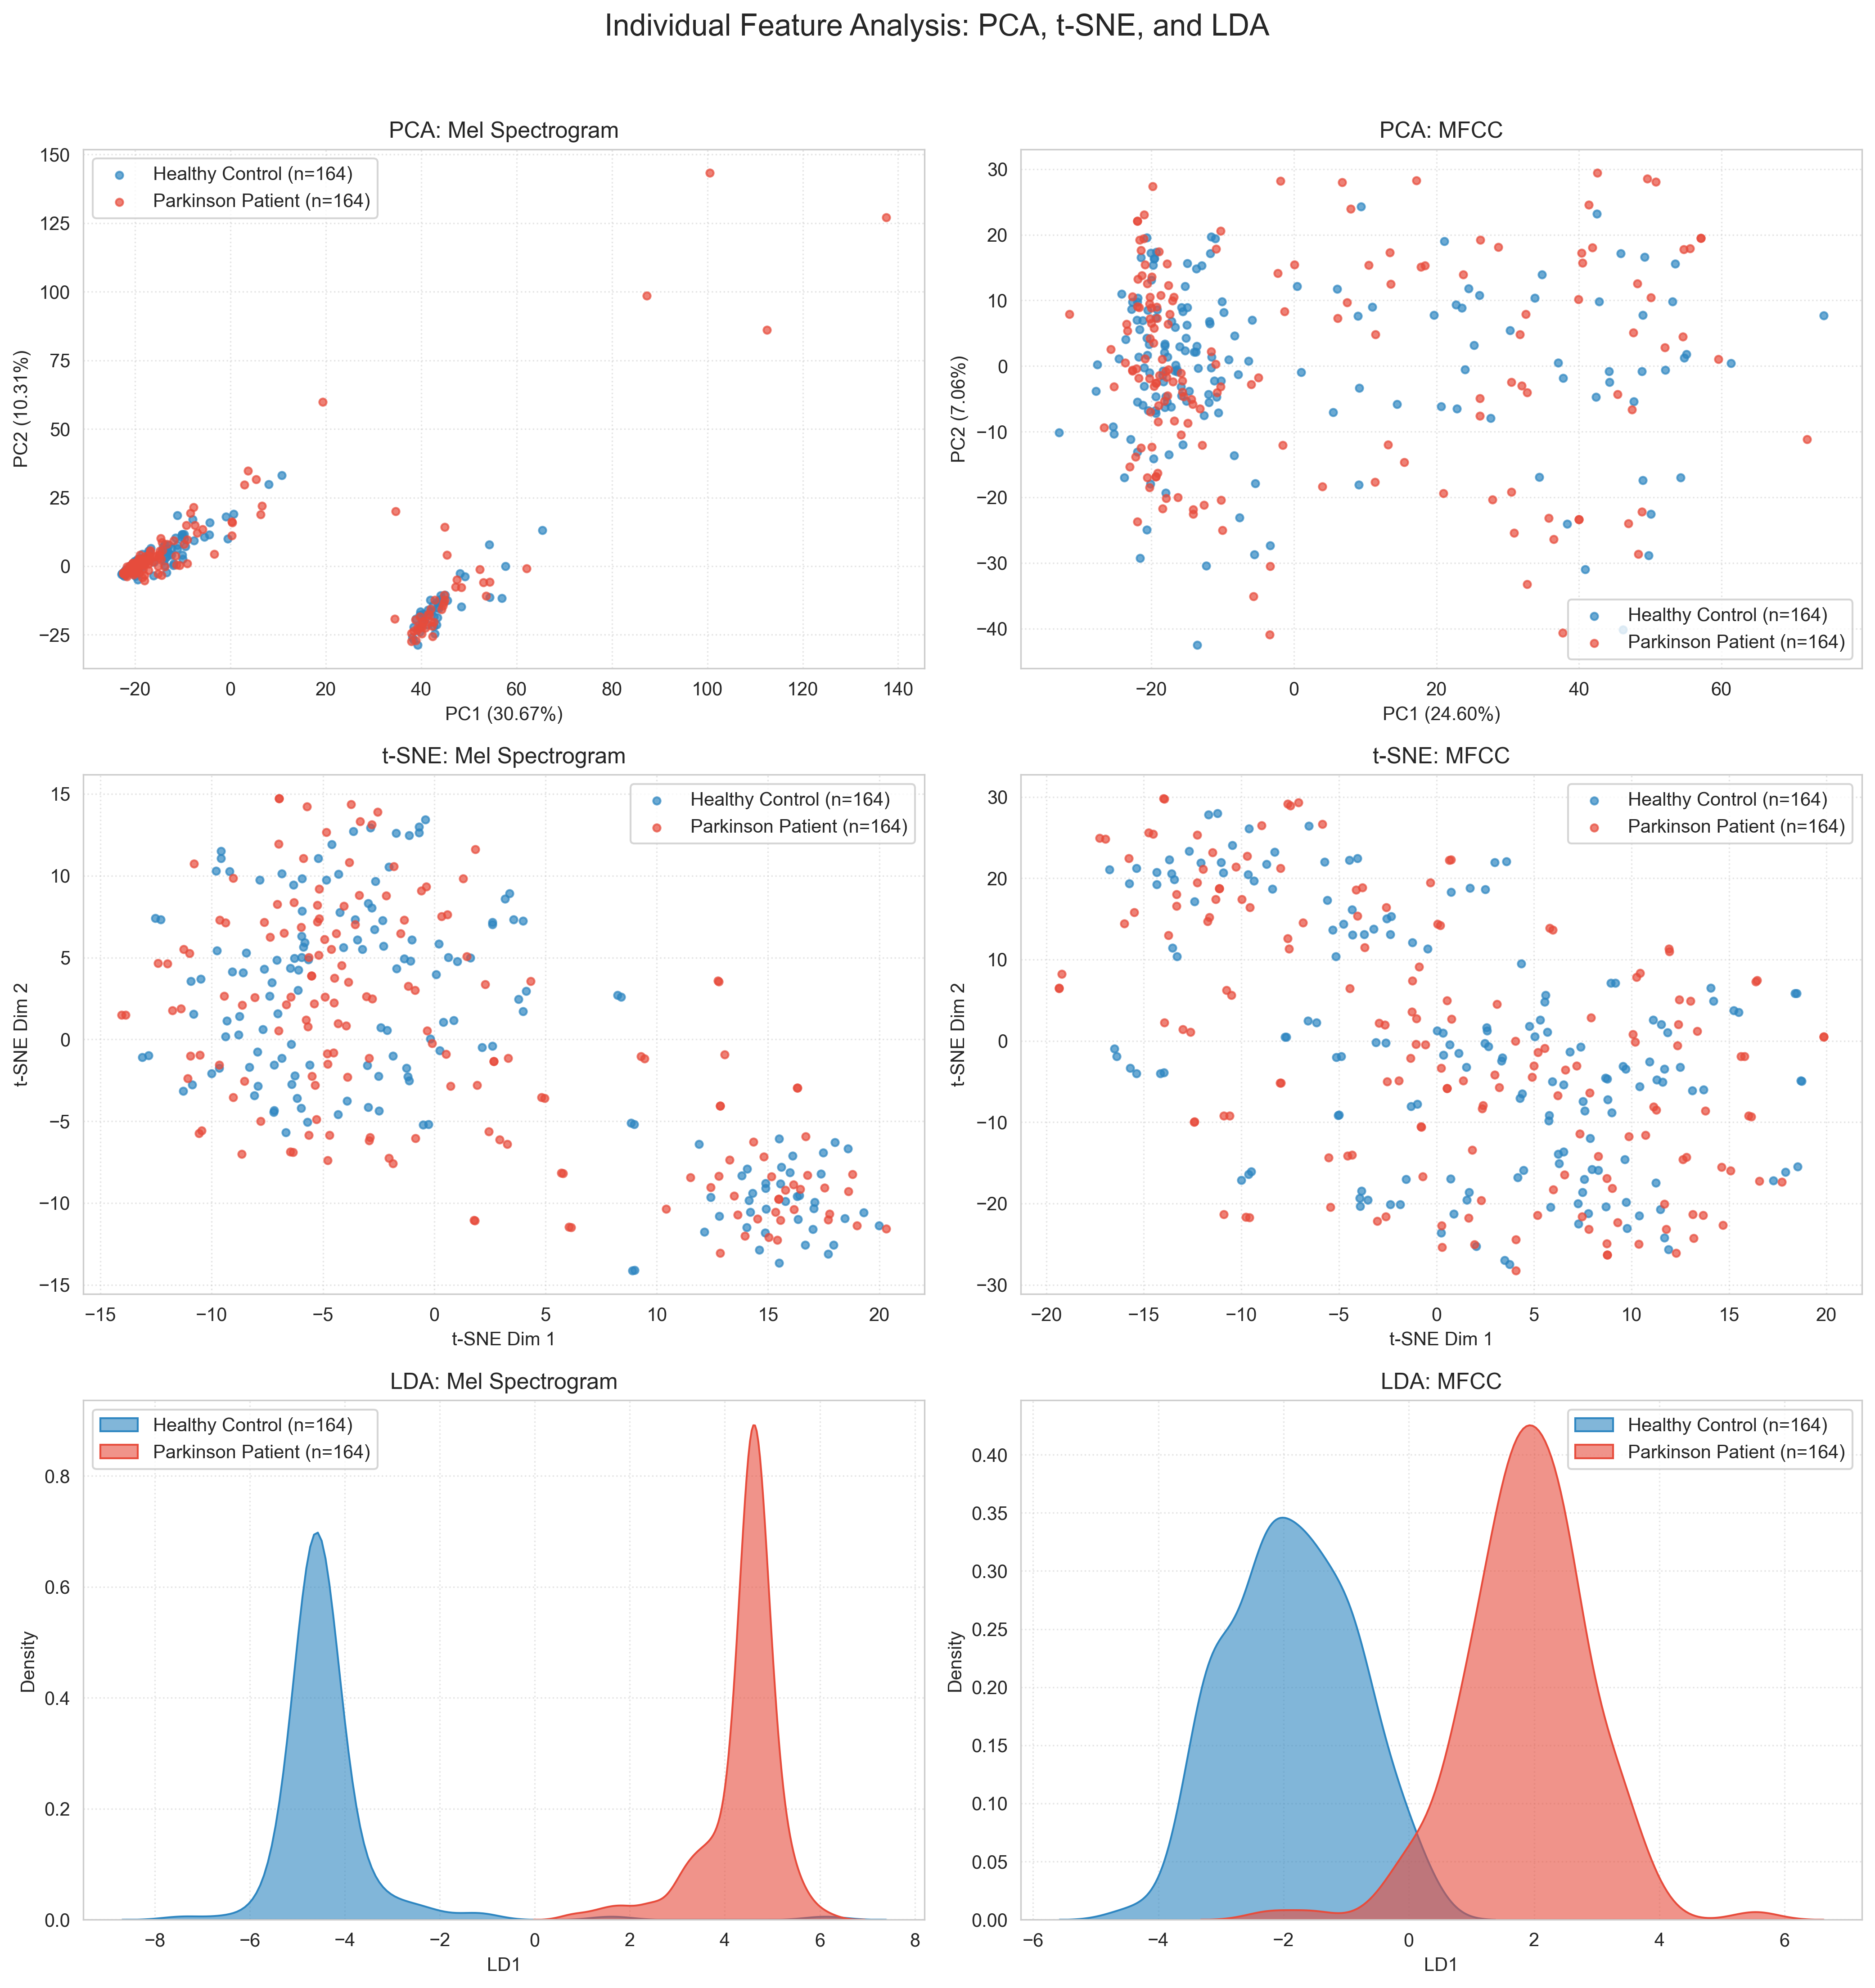 Individual Feature Analysis: PCA, t-SNE, and LDA
PCA: Mel Spectrogram
150
125
100
75
50
25
0
−25
PC2 (10.31%)
Healthy Control (n=164)
Parkinson Patient (n=164)
−20 0 20 40 60 80 100 120 140
PC1 (30.67%)
PCA: MFCC
30
20
10
0
−10
−20
−30
−40
PC2 (7.06%)
Healthy Control (n=164)
Parkinson Patient (n=164)
−20 0 20 40 60
PC1 (24.60%)
t-SNE: Mel Spectrogram
15
10
5
0
−5
−10
−15
t-SNE Dim 2
Healthy Control (n=164)
Parkinson Patient (n=164)
−15 −10 −5 0 5 10 15 20
t-SNE Dim 1
t-SNE: MFCC
30
20
10
0
−10
−20
−30
t-SNE Dim 2
Healthy Control (n=164)
Parkinson Patient (n=164)
−20 −15 −10 −5 0 5 10 15 20
t-SNE Dim 1
LDA: Mel Spectrogram
0.8
0.6
0.4
0.2
0.0
Density
Healthy Control (n=164)
Parkinson Patient (n=164)
−8 −6 −4 −2 0 2 4 6 8
LD1
LDA: MFCC
0.40
0.35
0.30
0.25
0.20
0.15
0.10
0.05
0.00
Density
Healthy Control (n=164)
Parkinson Patient (n=164)
−6 −4 −2 0 2 4 6
LD1